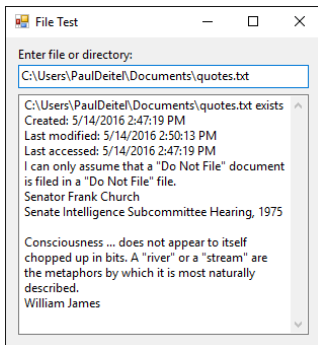 File Test
Enter file or directory:
C:\Users\PaulDeitel\Documents\quotes.txt
C:\Users\PaulDeitel\Documents\quotes.txt exists
Created: 5/14/2016 2:47:19 PM
Last modified: 5/14/2016 2:50:13 PM
Last accessed: 5/14/2016 2:47:19 PM
I can only assume that a "Do Not File" document
is filed in a "Do Not File" file.
Senator Frank Church
Senate Intelligence Subcommittee Hearing, 1975
Consciousness ... does not appear to itself
chopped up in bits. A "river" or a "stream" are
the metaphors by which it is most naturally
described.
William James